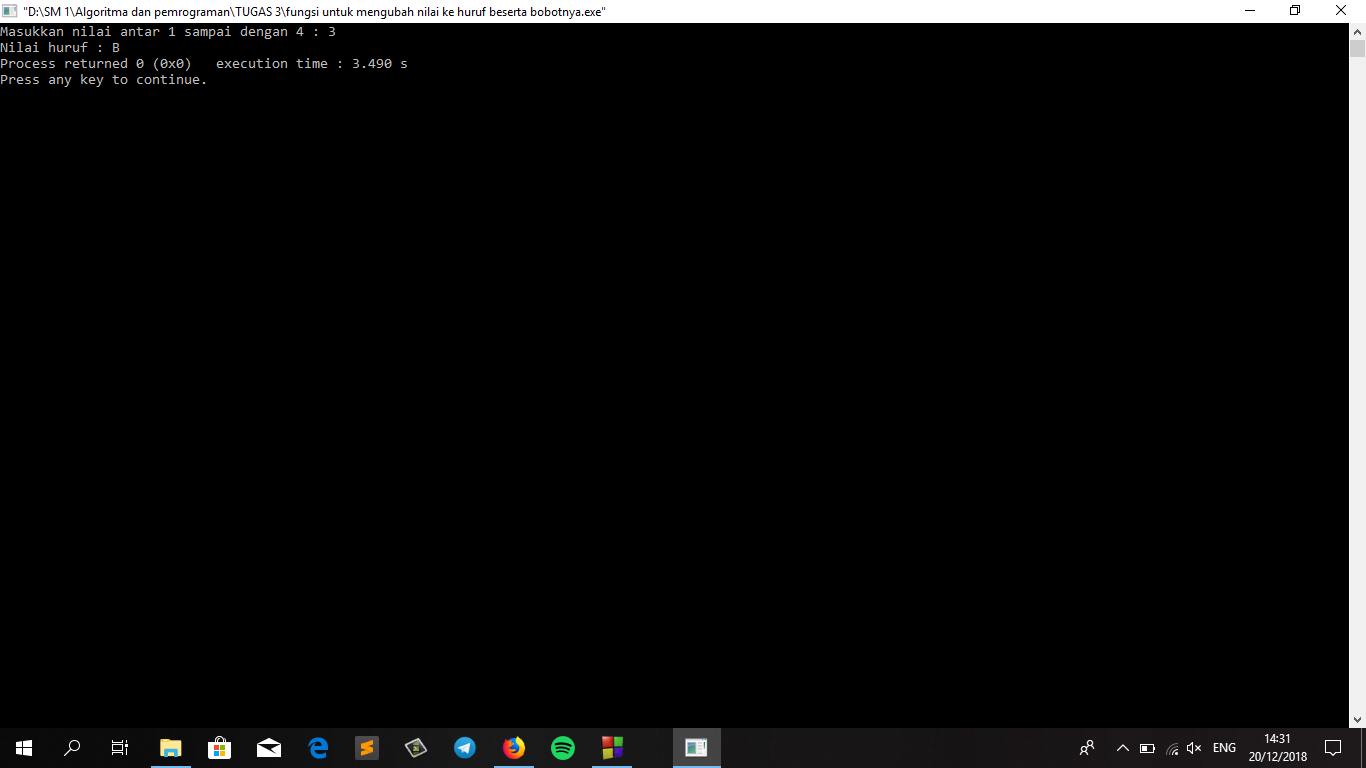 "D:\SM 1\Algoritma dan pemrograman\TUGAS 3\fungsi untuk mengubah nilai ke huruf beserta bobotnya.exe"
Masukkan nilai antar 1 sampai dengan 4 : 3
Nilai huruf : B
Process returned 0 (0x0)   execution time : 3.490 s
Press any key to continue.
ENG
14:31
20/12/2018